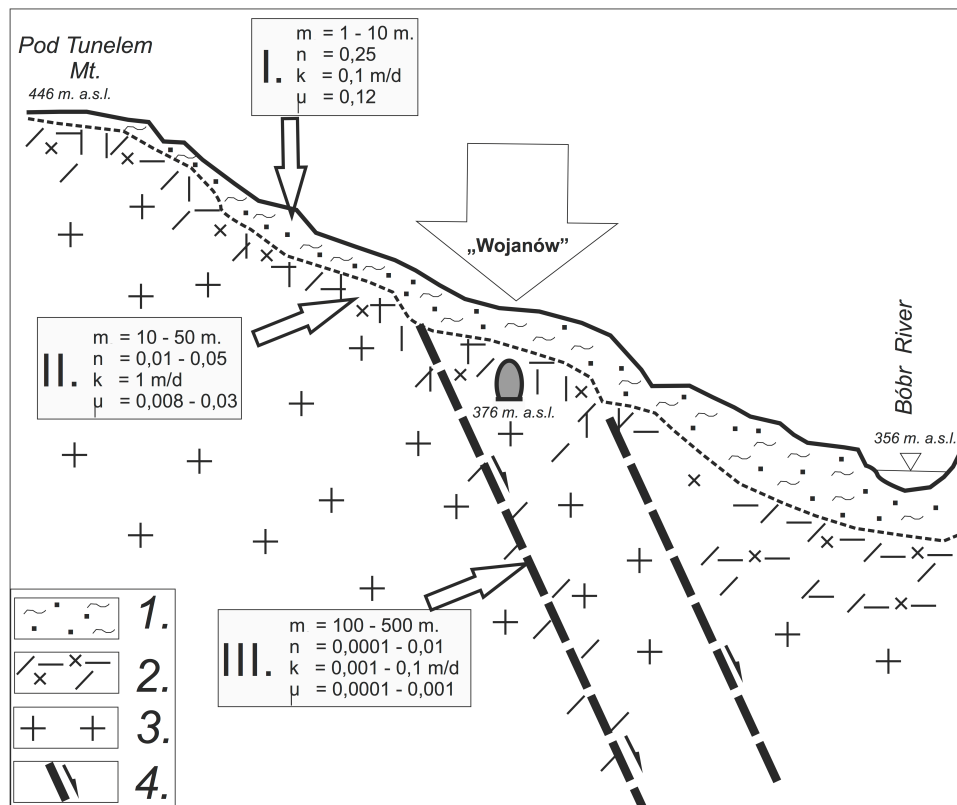 Pod Tunelem
Mt.
446 m. a.s.l.
I.
m = 1 - 10 m.
n = 0,25
k = 0,1 m/d
μ = 0,12
„Wojanów”
II.
m = 10 - 50 m.
n = 0,01 - 0,05
k = 1 m/d
μ = 0,008 - 0,03
376 m. a.s.l.
Bóbr River
356 m. a.s.l.
III.
m = 100 - 500 m.
n = 0,0001 - 0,01
k = 0,001 - 0,1 m/d
μ = 0,0001 - 0,001
1.
2.
3.
4.